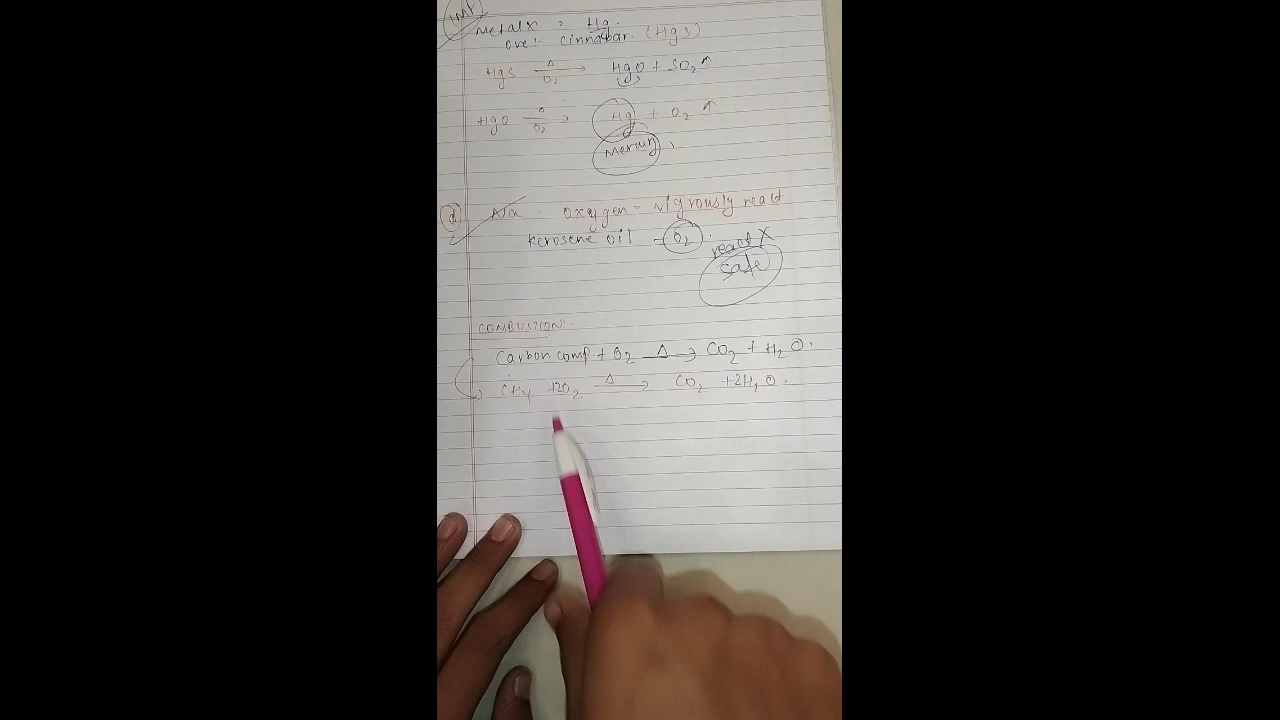 IMP
Metal X : Hg.
Ore:- Cinnabar. (HgS)
HgS Δ O2 → HgO + SO2 ↑
HgO Δ O2 → Hg + O2 ↑
Mercury
(d) Na . Oxygen - vigrously react
kerosene oil - O2 . react X
safe
COMBUSTION:-
Carbon comp + O2 Δ → CO2 + H2O.
CH4 +2O2 Δ → CO2 +2H2O.